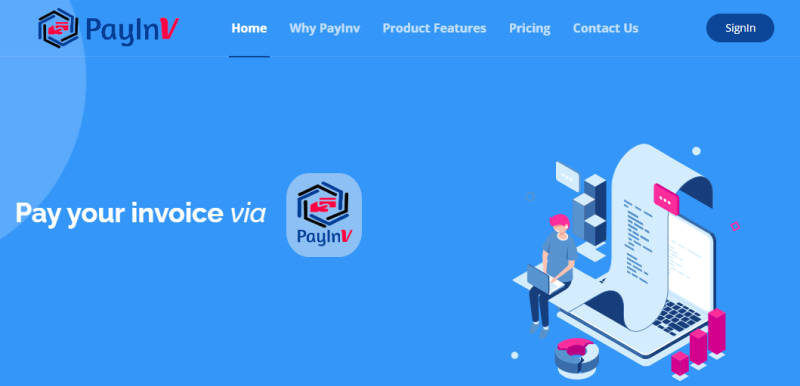 PayInV
Home Why PayInv Product Features Pricing Contact Us SignIn
Pay your invoice via
PayInV